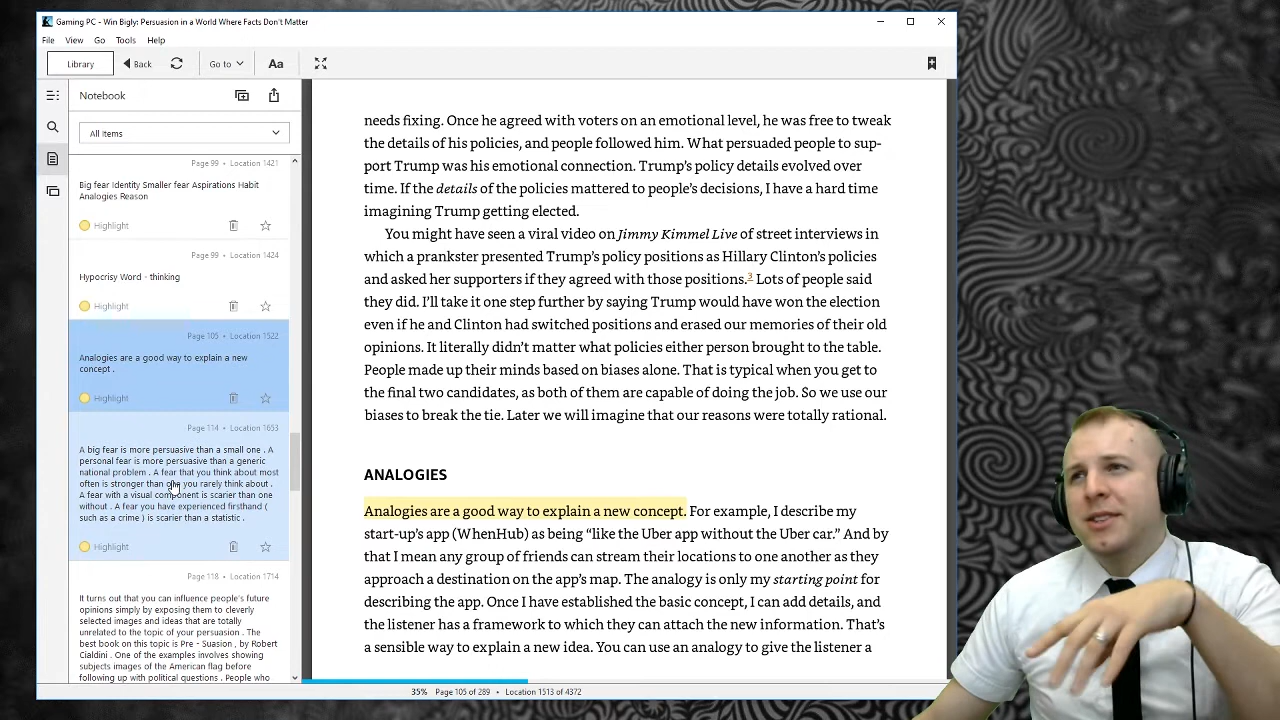 Gaming PC - Win Bigly: Persuasion in a World Where Facts Don't Matter
File View Go Tools Help
Library Back Go to Aa
Notebook
All Items
Page 99 • Location 1421
Big fear Identity Smaller fear Aspirations Habit
Analogies Reason
Highlight
Page 99 • Location 1424
Hypocrisy Word - thinking
Highlight
Page 105 • Location 1522
Analogies are a good way to explain a new
concept .
Highlight
Page 114 • Location 1653
A big fear is more persuasive than a small one . A
personal fear is more persuasive than a generic
national problem . A fear that you think about most
often is stronger than one you rarely think about .
A fear with a visual component is scarier than one
without . A fear you have experienced firsthand (
such as a crime ) is scarier than a statistic .
Highlight
Page 118 • Location 1714
It turns out that you can influence people's future
opinions simply by exposing them to cleverly
selected images and ideas that are totally
unrelated to the topic of your persuasion . The
best book on this topic is Pre - Suasion , by Robert
Cialdini . One of the examples involves showing
subjects images of the American flag before
following up with political questions . People who
needs fixing. Once he agreed with voters on an emotional level, he was free to tweak
the details of his policies, and people followed him. What persuaded people to sup-
port Trump was his emotional connection. Trump's policy details evolved over
time. If the details of the policies mattered to people's decisions, I have a hard time
imagining Trump getting elected.
You might have seen a viral video on Jimmy Kimmel Live of street interviews in
which a prankster presented Trump's policy positions as Hillary Clinton's policies
and asked her supporters if they agreed with those positions.3 Lots of people said
they did. I'll take it one step further by saying Trump would have won the election
even if he and Clinton had switched positions and erased our memories of their old
opinions. It literally didn't matter what policies either person brought to the table.
People made up their minds based on biases alone. That is typical when you get to
the final two candidates, as both of them are capable of doing the job. So we use our
biases to break the tie. Later we will imagine that our reasons were totally rational.
ANALOGIES
Analogies are a good way to explain a new concept. For example, I describe my
start-up's app (WhenHub) as being “like the Uber app without the Uber car.” And by
that I mean any group of friends can stream their locations to one another as they
approach a destination on the app's map. The analogy is only my starting point for
describing the app. Once I have established the basic concept, I can add details, and
the listener has a framework to which they can attach the new information. That's
a sensible way to explain a new idea. You can use an analogy to give the listener a
35% Page 105 of 289 • Location 1513 of 4372